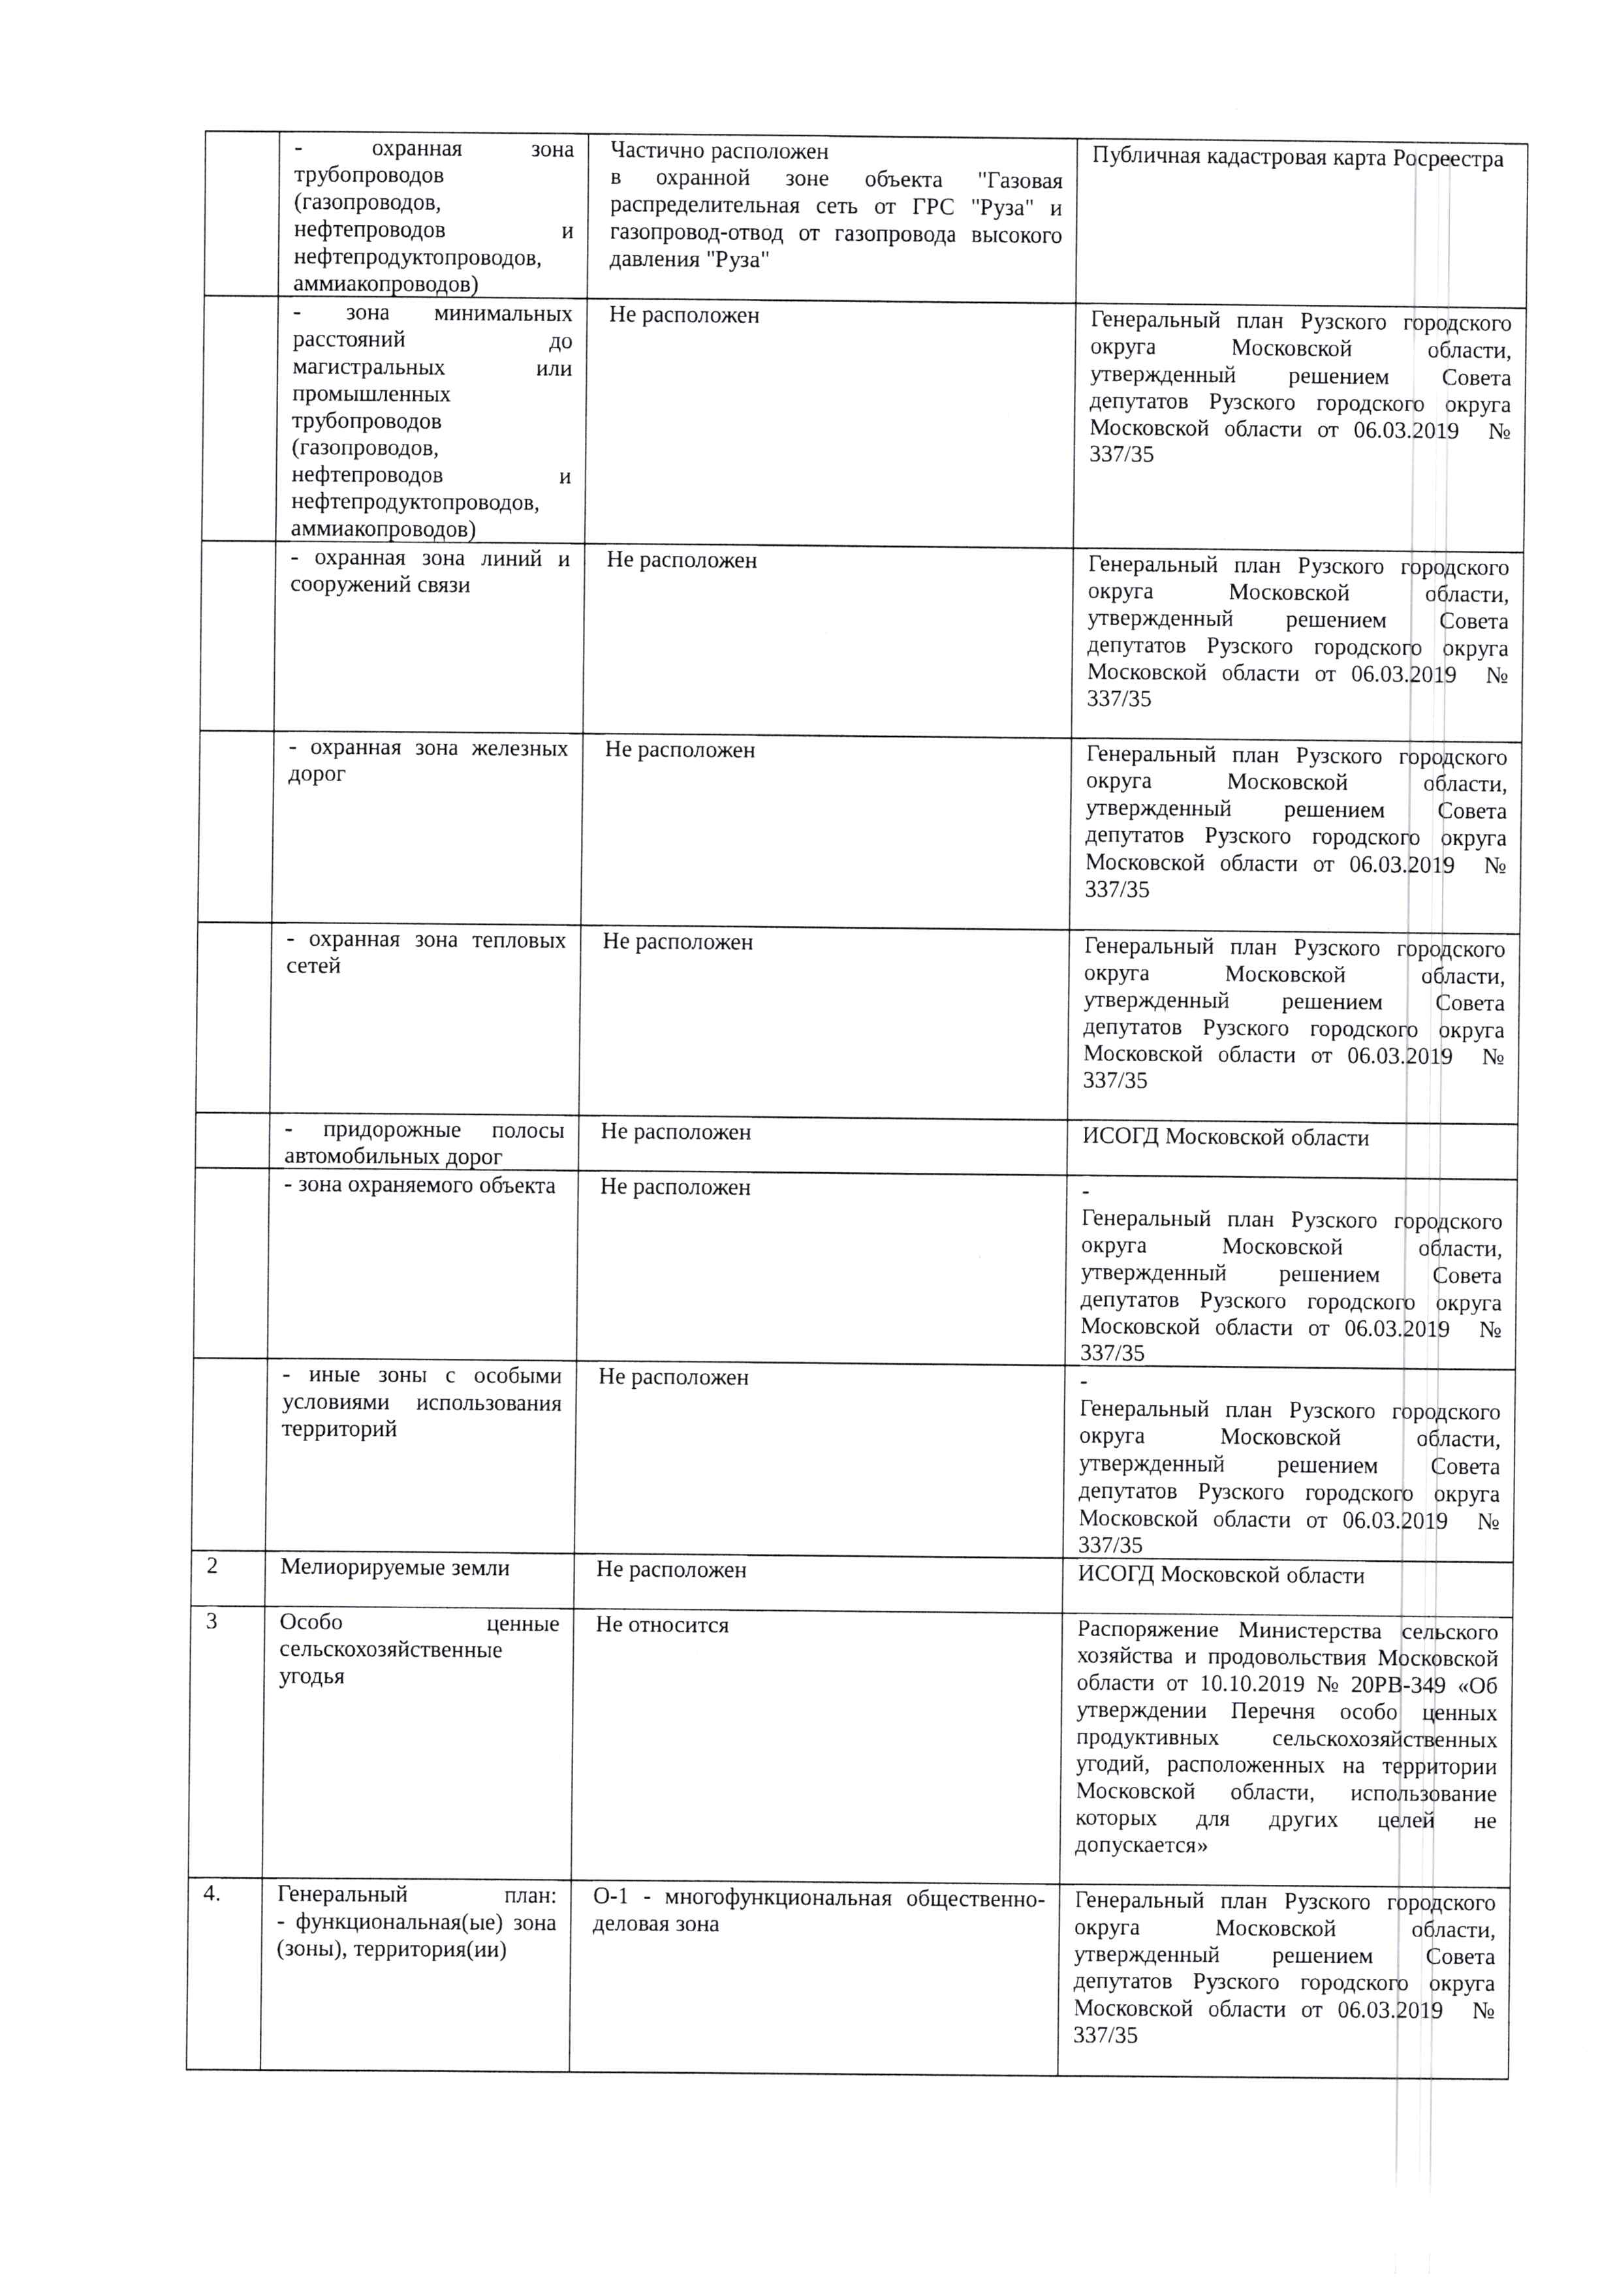 - охранная зона
трубопроводов
(газопроводов,
нефтепроводов и
нефтепродуктопроводов,
аммиакопроводов)
Частично расположен
в охранной зоне объекта "Газовая
распределительная сеть от ГРС "Руза" и
газопровод-отвод от газопровода высокого
давления "Руза"
Публичная кадастровая карта Росреестра
- зона минимальных
расстояний до
магистральных или
промышленных
трубопроводов
(газопроводов,
нефтепроводов и
нефтепродуктопроводов,
аммиакопроводов)
Не расположен
Генеральный план Рузского городского
округа Московской области,
утвержденный решением Совета
депутатов Рузского городского округа
Московской области от 06.03.2019 №
337/35
- охранная зона линий и
сооружений связи
Не расположен
Генеральный план Рузского городского
округа Московской области,
утвержденный решением Совета
депутатов Рузского городского округа
Московской области от 06.03.2019 №
337/35
- охранная зона железных
дорог
Не расположен
Генеральный план Рузского городского
округа Московской области,
утвержденный решением Совета
депутатов Рузского городского округа
Московской области от 06.03.2019 №
337/35
- охранная зона тепловых
сетей
Не расположен
Генеральный план Рузского городского
округа Московской области,
утвержденный решением Совета
депутатов Рузского городского округа
Московской области от 06.03.2019 №
337/35
- придорожные полосы
автомобильных дорог
Не расположен
ИСОГД Московской области
- зона охраняемого объекта
Не расположен
-
Генеральный план Рузского городского
округа Московской области,
утвержденный решением Совета
депутатов Рузского городского округа
Московской области от 06.03.2019 №
337/35
- иные зоны с особыми
условиями использования
территорий
Не расположен
-
Генеральный план Рузского городского
округа Московской области,
утвержденный решением Совета
депутатов Рузского городского округа
Московской области от 06.03.2019 №
337/35
2
Мелиорируемые земли
Не расположен
ИСОГД Московской области
3
Особо ценные
сельскохозяйственные
угодья
Не относится
Распоряжение Министерства сельского
хозяйства и продовольствия Московской
области от 10.10.2019 № 20РВ-349 «Об
утверждении Перечня особо ценных
продуктивных сельскохозяйственных
угодий, расположенных на территории
Московской области, использование
которых для других целей не
допускается»
4.
Генеральный план:
- функциональная(ые) зона
(зоны), территория(ии)
О-1 - многофункциональная общественно-
деловая зона
Генеральный план Рузского городского
округа Московской области,
утвержденный решением Совета
депутатов Рузского городского округа
Московской области от 06.03.2019 №
337/35